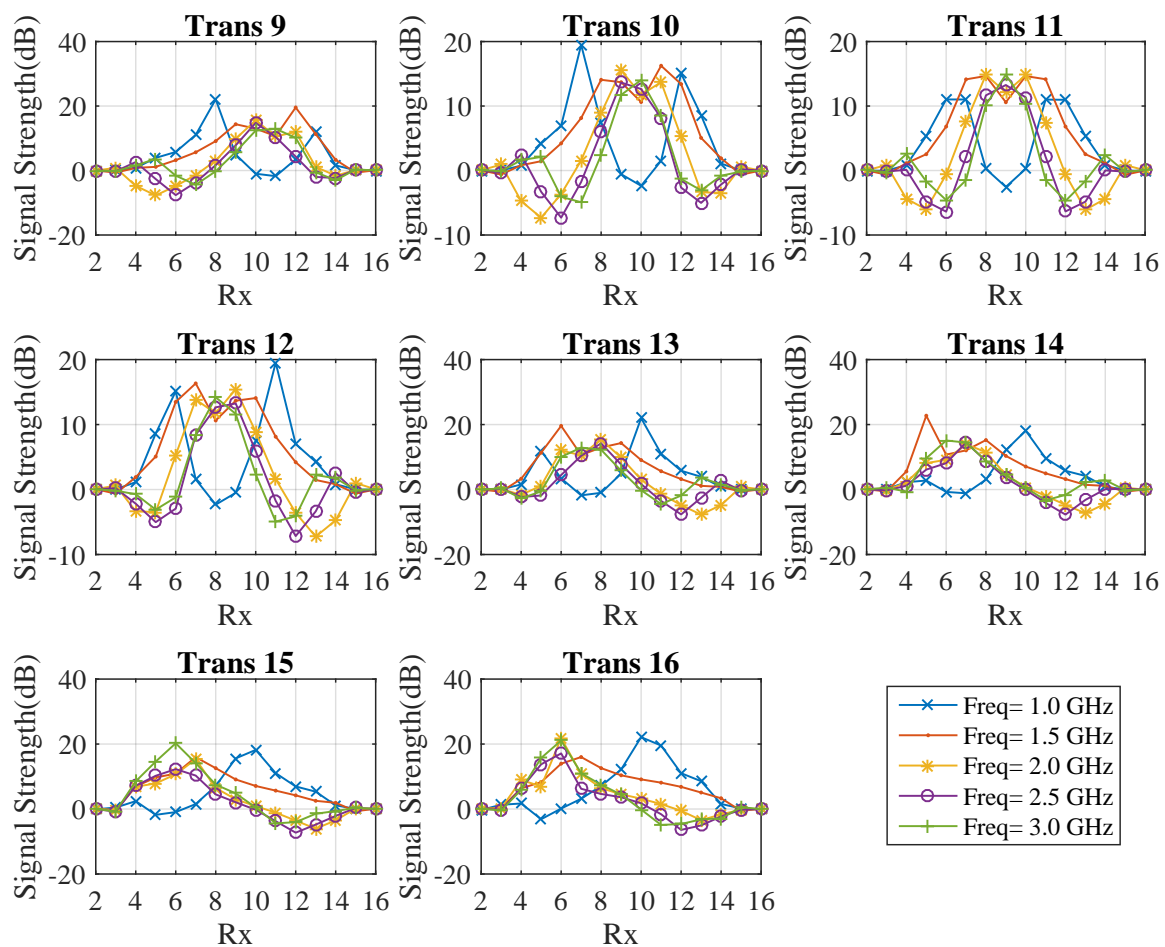 Trans 9
Signal Strength(dB)
40
20
0
-20
2 4 6 8 10 12 14 16
Rx
Trans 10
Signal Strength(dB)
20
10
0
-10
2 4 6 8 10 12 14 16
Rx
Trans 11
Signal Strength(dB)
20
10
0
-10
2 4 6 8 10 12 14 16
Rx
Trans 12
Signal Strength(dB)
20
10
0
-10
2 4 6 8 10 12 14 16
Rx
Trans 13
Signal Strength(dB)
40
20
0
-20
2 4 6 8 10 12 14 16
Rx
Trans 14
Signal Strength(dB)
40
20
0
-20
2 4 6 8 10 12 14 16
Rx
Trans 15
Signal Strength(dB)
40
20
0
-20
2 4 6 8 10 12 14 16
Rx
Trans 16
Signal Strength(dB)
40
20
0
-20
2 4 6 8 10 12 14 16
Rx
Freq= 1.0 GHz
Freq= 1.5 GHz
Freq= 2.0 GHz
Freq= 2.5 GHz
Freq= 3.0 GHz